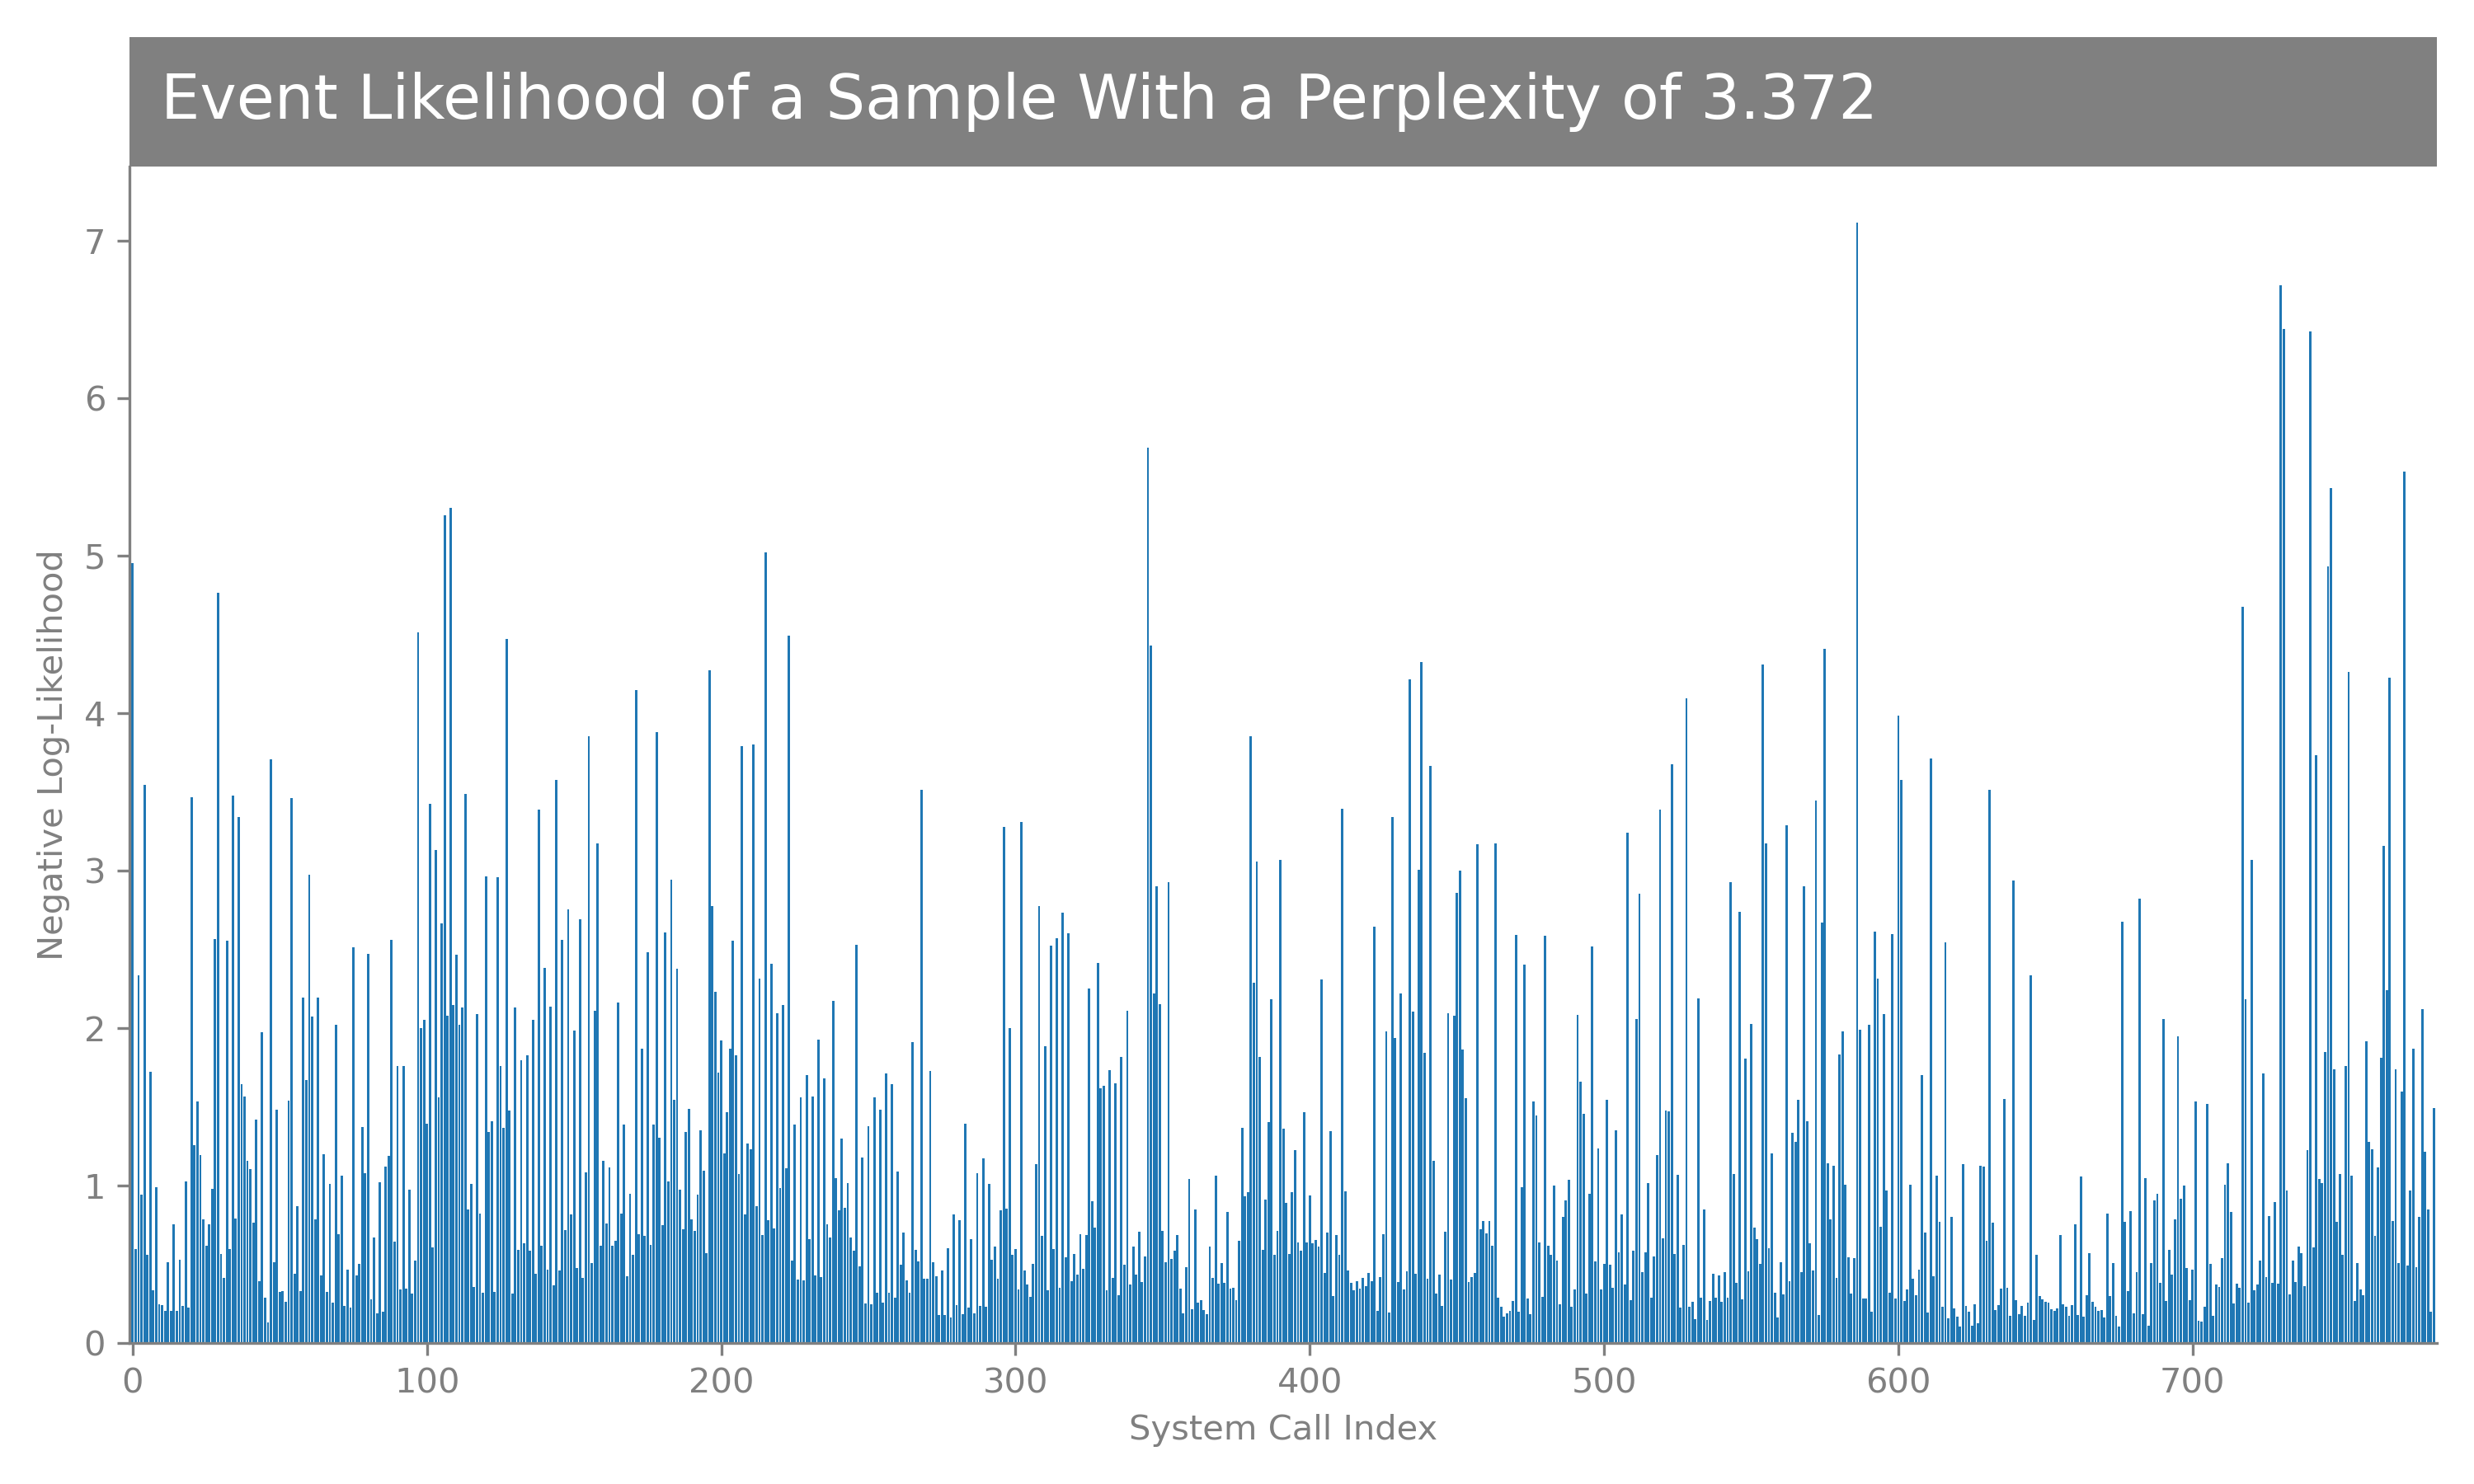 Event Likelihood of a Sample With a Perplexity of 3.372
7
6
5
4
3
2
1
0
Negative Log-Likelihood
0 100 200 300 400 500 600 700
System Call Index